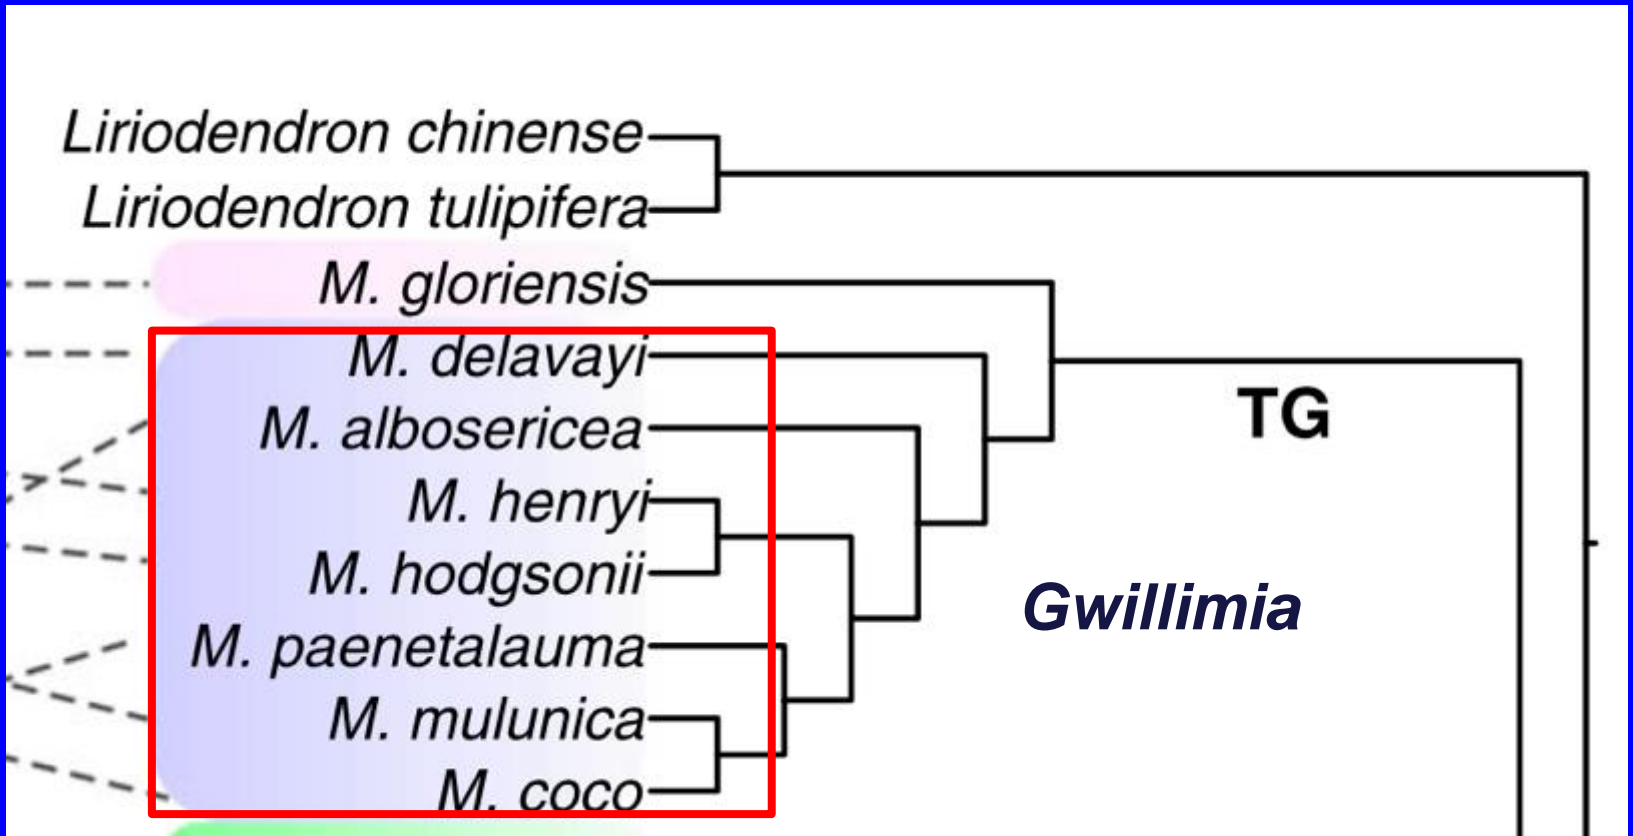 Liriodendron chinense
Liriodendron tulipifera
M. gloriensis
M. delavayi
TG
M. albosericea
M. henryi
M. hodgsonii
Gwillimia
M. paenetalauma
M. mulunica
M. coco